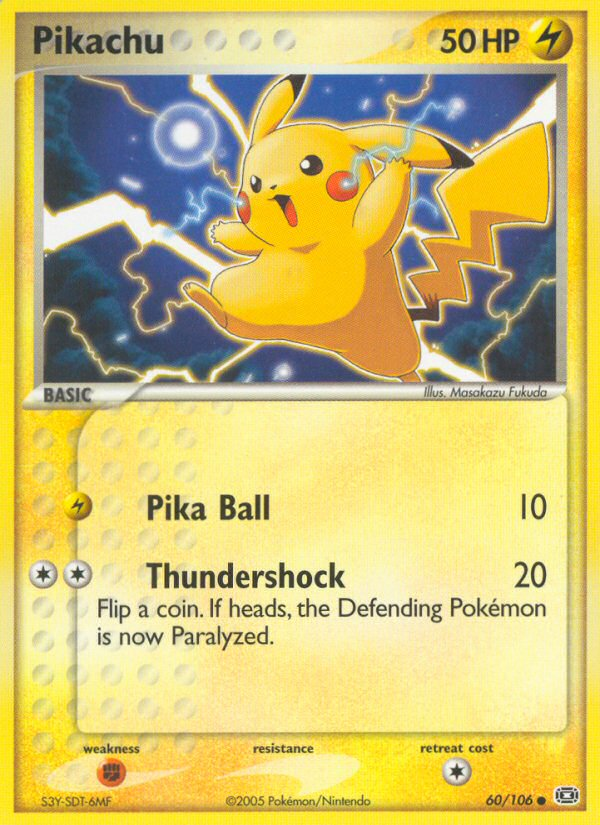 Pikachu 50 HP
BASIC Illus. Masakazu Fukuda
Pika Ball 10
Thundershock 20
Flip a coin. If heads, the Defending Pokémon
is now Paralyzed.
weakness resistance retreat cost
S3Y-SDT-6MF ©2005 Pokémon/Nintendo 60/106